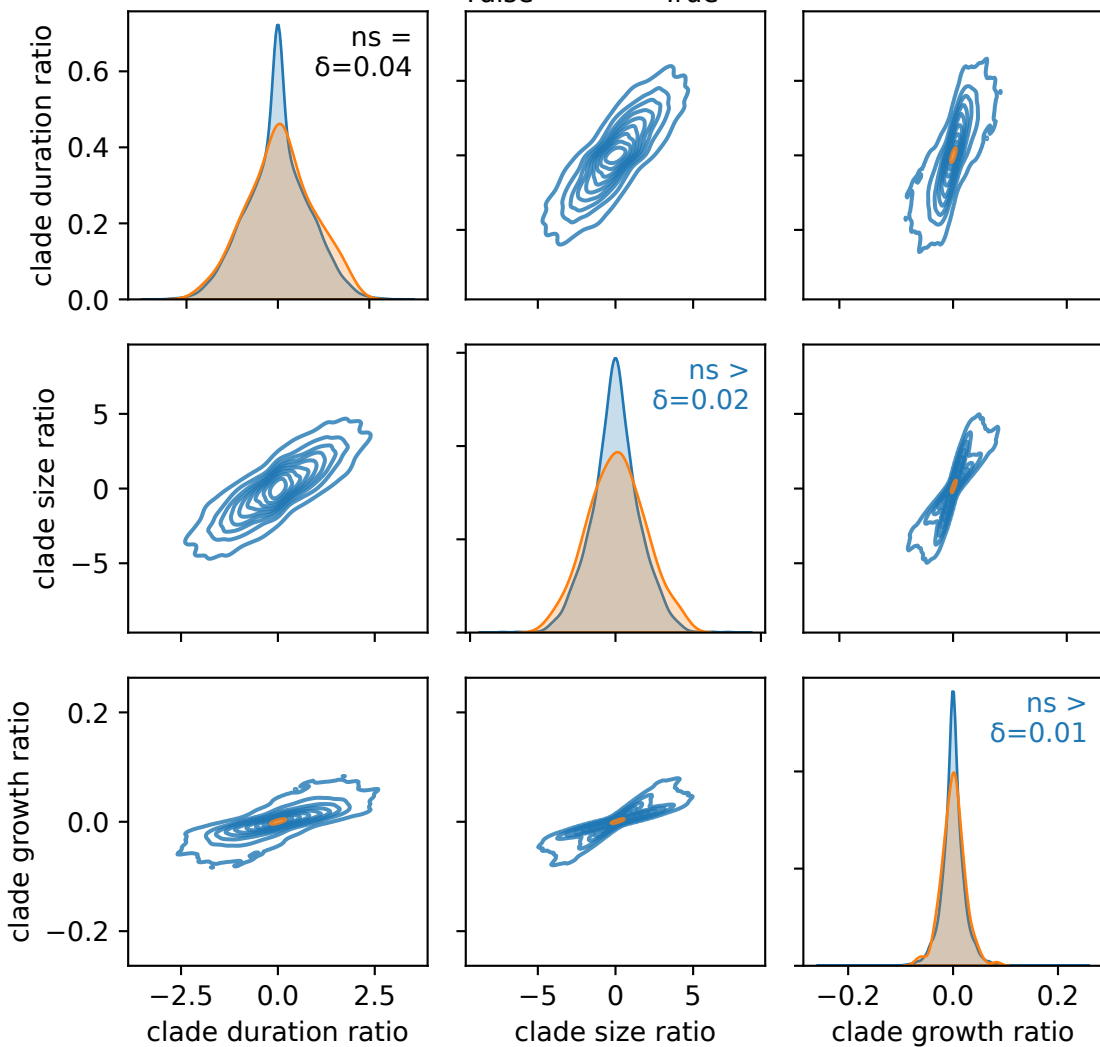 clade duration ratio
0.6
0.4
0.2
0.0
ns =
δ=0.04
clade size ratio
5
0
−5
ns >
δ=0.02
clade growth ratio
0.2
0.0
−0.2
ns >
δ=0.01
−2.5 0.0 2.5
−5 0 5
−0.2 0.0 0.2
clade duration ratio
clade size ratio
clade growth ratio